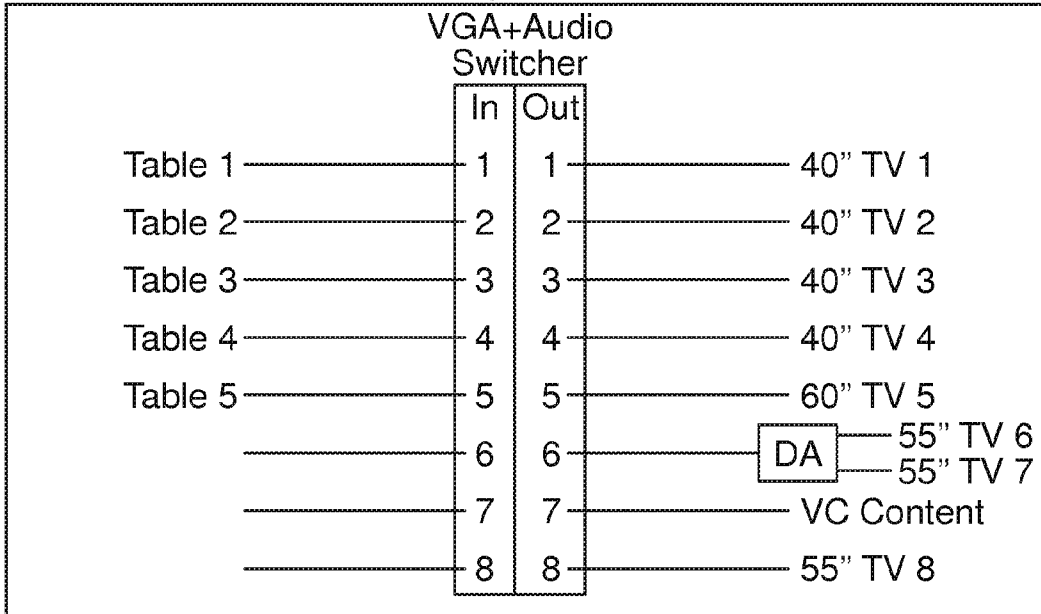 VGA+Audio
Switcher
In Out
Table 1 1 1 40” TV 1
Table 2 2 2 40” TV 2
Table 3 3 3 40” TV 3
Table 4 4 4 40” TV 4
Table 5 5 5 60” TV 5
6 6 DA 55” TV 6
55” TV 7
7 7 VC Content
8 8 55” TV 8